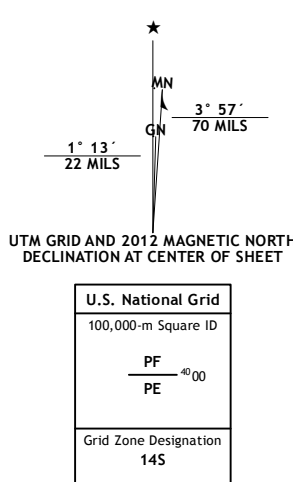 ★
MN
3° 57´
70 MILS
GN
1° 13´
22 MILS
UTM GRID AND 2012 MAGNETIC NORTH
DECLINATION AT CENTER OF SHEET
U.S. National Grid
100,000-m Square ID
PF
4000
PE
Grid Zone Designation
14S